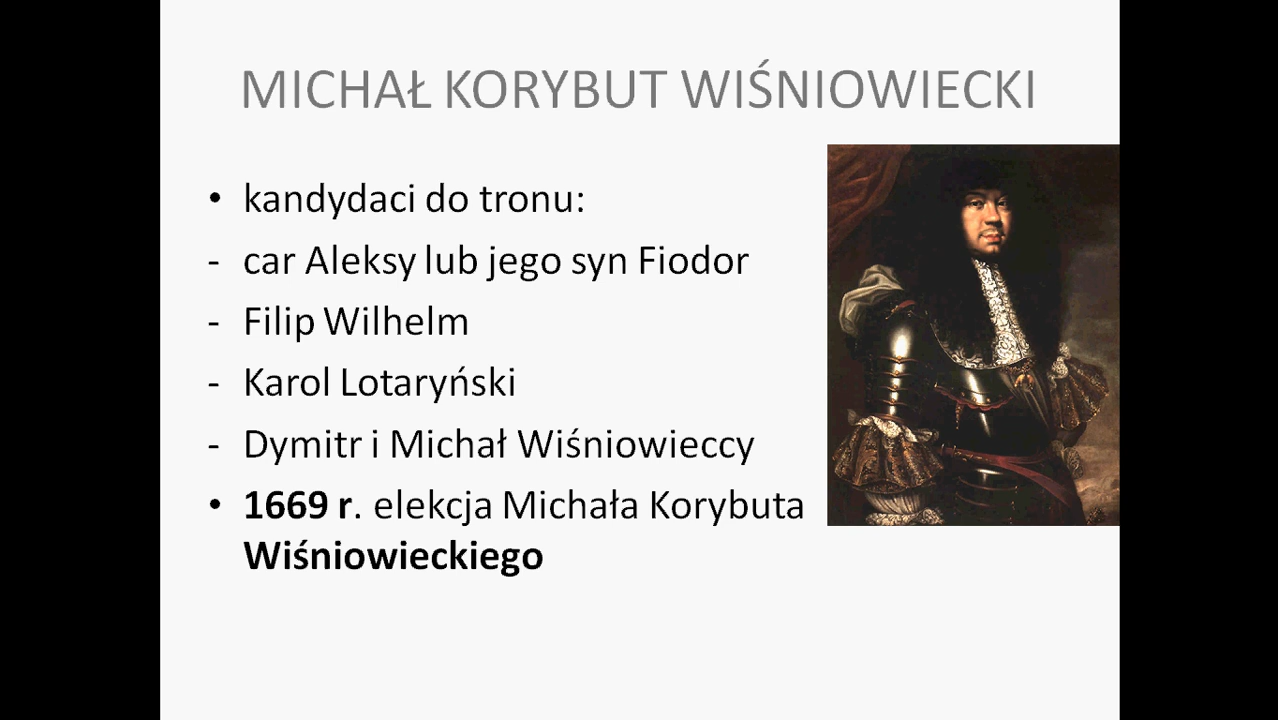 MICHAŁ KORYBUT WIŚNIOWIECKI
• kandydaci do tronu:
- car Aleksy lub jego syn Fiodor
- Filip Wilhelm
- Karol Lotaryński
- Dymitr i Michał Wiśniowieccy
• 1669 r. elekcja Michała Korybuta
Wiśniowieckiego